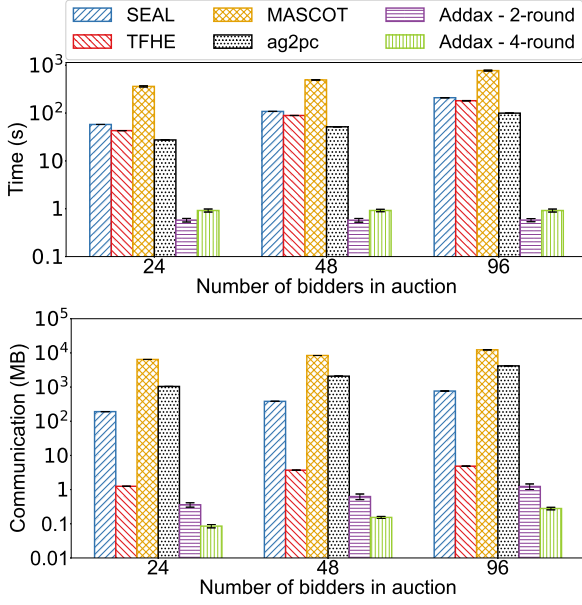 SEAL MASCOT Addax - 2-round
TFHE ag2pc Addax - 4-round
10³
10²
10
1
0.1
Time (s)
24 48 96
Number of bidders in auction
10⁵
10⁴
10³
10²
10
1
0.1
0.01
Communication (MB)
24 48 96
Number of bidders in auction